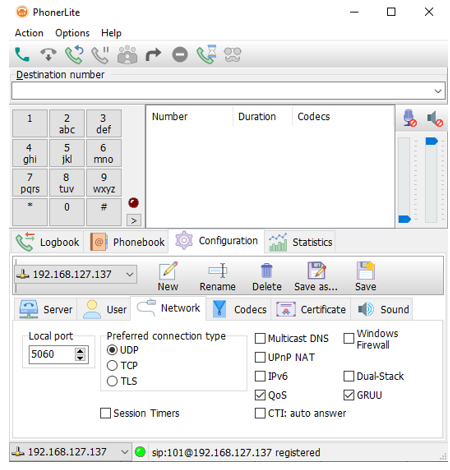 PhonerLite
Action Options Help
Destination number
1 2 3
abc def
4 5 6
ghi jkl mno
7 8 9
pqrs tuv wxyz
* 0 #
>
Number Duration Codecs
Logbook Phonebook Configuration Statistics
192.168.127.137 New Rename Delete Save as... Save
Server User Network Codecs Certificate Sound
Local port
5060
Preferred connection type
UDP
TCP
TLS
Session Timers
Multicast DNS
Windows
Firewall
UPnP NAT
IPv6 Dual-Stack
QoS GRUU
CTI: auto answer
192.168.127.137 sip:101@192.168.127.137 registered